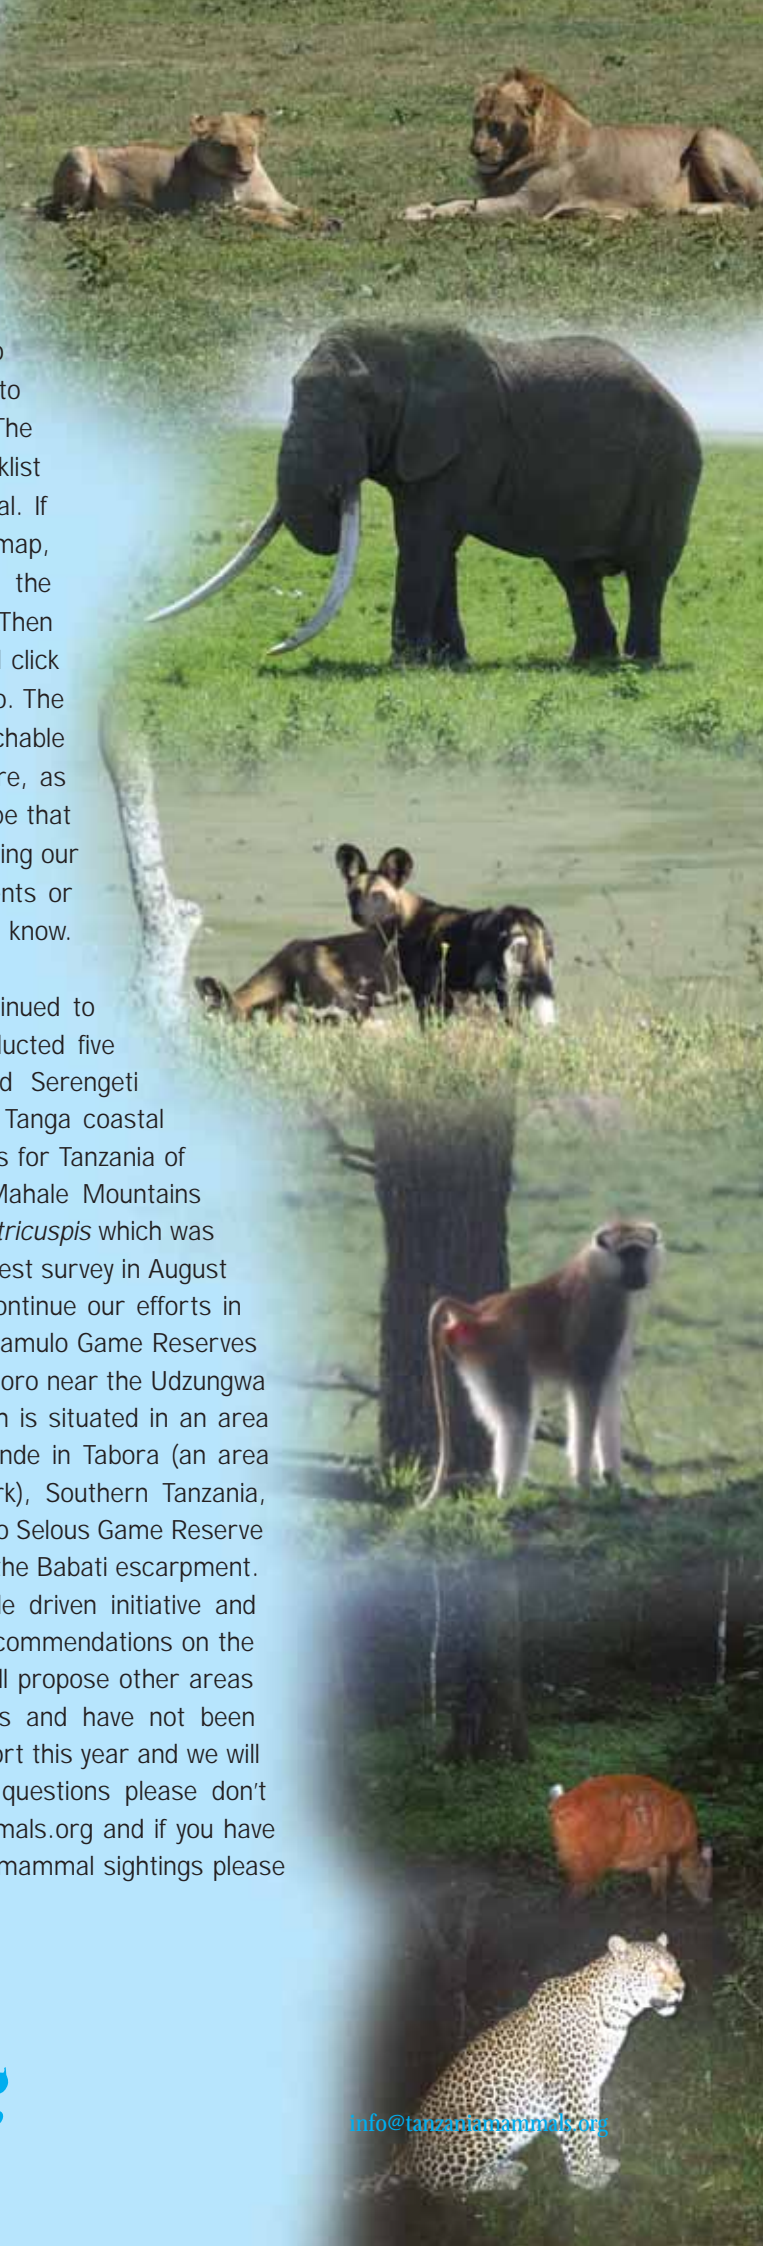 to
The
klist
al. If
map,
the
Then
click
p. The
chable
re, as
pe that
ing our
nts or
know.
inued to
ducted five
d Serengeti
Tanga coastal
s for Tanzania of
Mahale Mountains
tricuspis which was
est survey in August
ontinue our efforts in
amulo Game Reserves
oro near the Udzungwa
n is situated in an area
nde in Tabora (an area
rk), Southern Tanzania,
o Selous Game Reserve
the Babati escarpment.
le driven initiative and
commendations on the
ll propose other areas
s and have not been
ort this year and we will
questions please don't
mals.org and if you have
mammal sightings please
info@tanzaniamammals.org